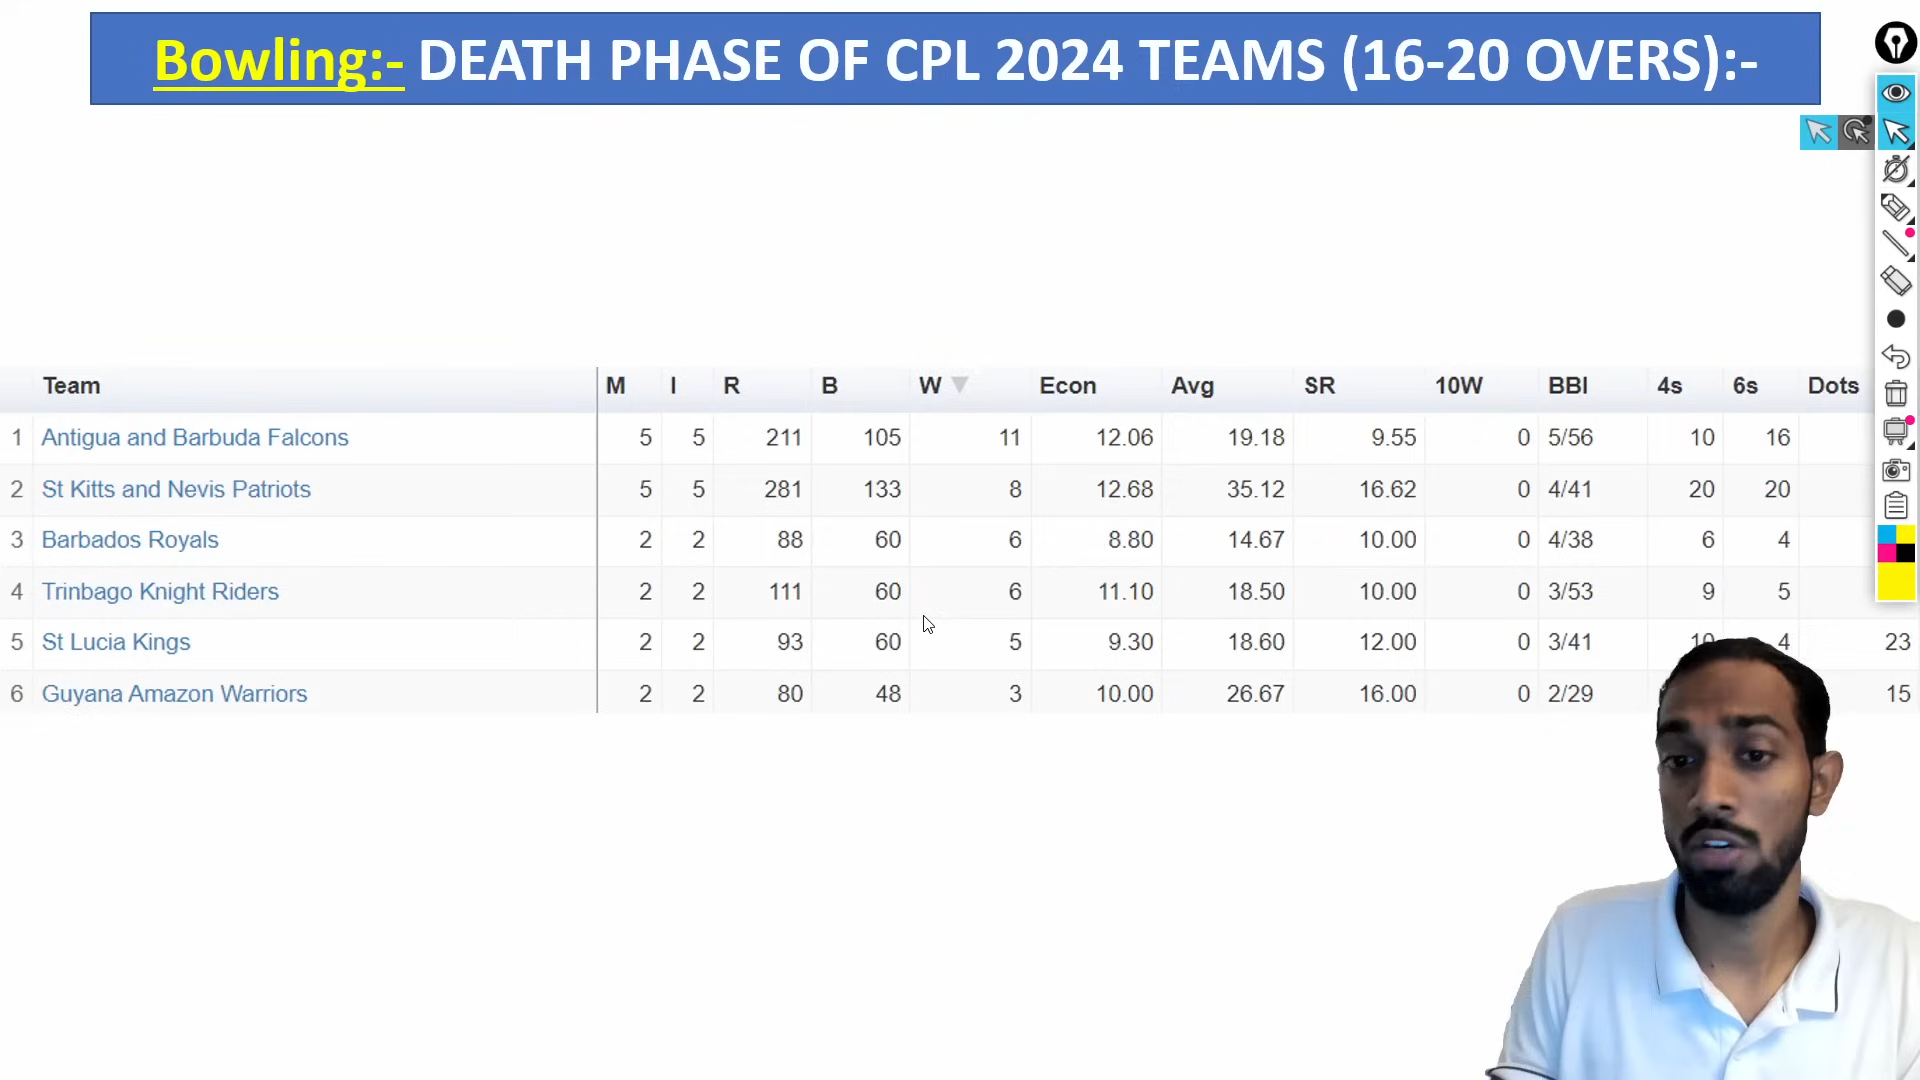 Bowling:- DEATH PHASE OF CPL 2024 TEAMS (16-20 OVERS):-
Team M I R B W Econ Avg SR 10W BBI 4s 6s Dots
1 Antigua and Barbuda Falcons 5 5 211 105 11 12.06 19.18 9.55 0 5/56 10 16
2 St Kitts and Nevis Patriots 5 5 281 133 8 12.68 35.12 16.62 0 4/41 20 20
3 Barbados Royals 2 2 88 60 6 8.80 14.67 10.00 0 4/38 6 4
4 Trinbago Knight Riders 2 2 111 60 6 11.10 18.50 10.00 0 3/53 9 5
5 St Lucia Kings 2 2 93 60 5 9.30 18.60 12.00 0 3/41 10 4 23
6 Guyana Amazon Warriors 2 2 80 48 3 10.00 26.67 16.00 0 2/29 15